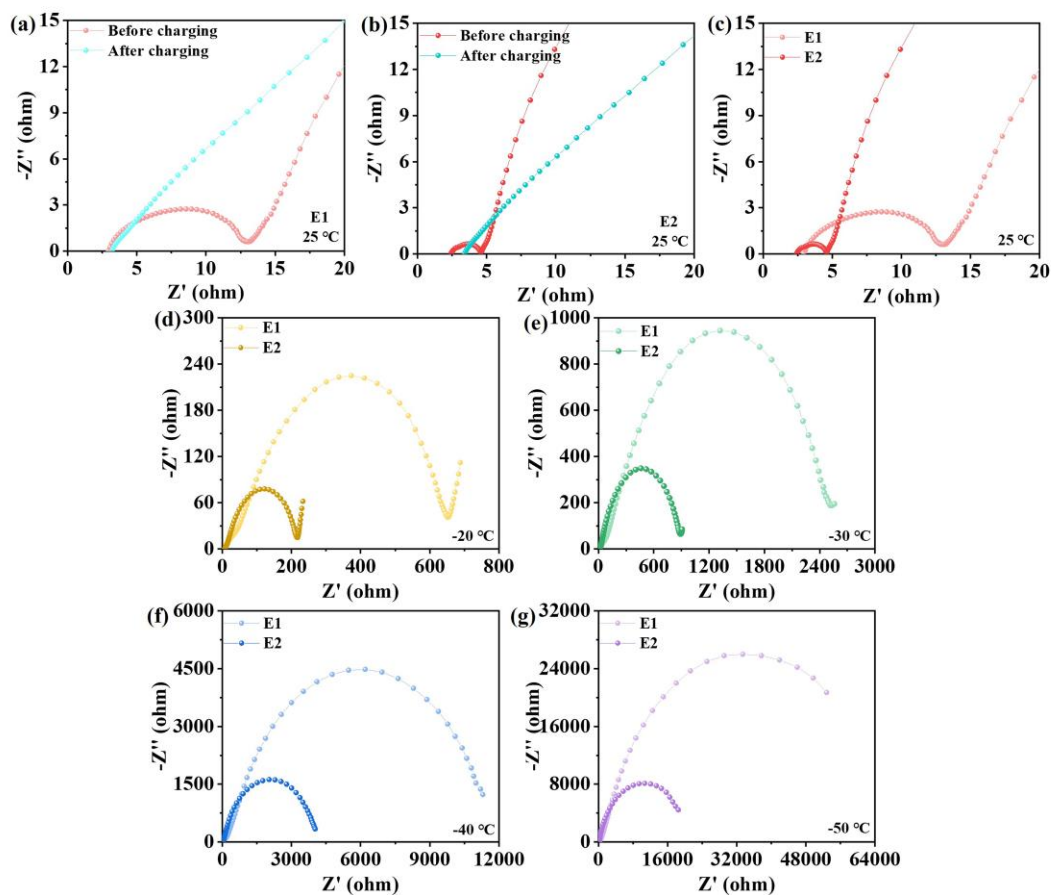 (a)
15
12
9
6
3
0
-Z'' (ohm)
Before charging
After charging
E1
25 ℃
0 5 10 15 20
Z' (ohm)
(b)
15
12
9
6
3
0
-Z'' (ohm)
Before charging
After charging
E2
25 ℃
0 5 10 15 20
Z' (ohm)
(c)
15
12
9
6
3
0
-Z'' (ohm)
E1
E2
25 ℃
0 5 10 15 20
Z' (ohm)
(d)
300
240
180
120
60
0
-Z'' (ohm)
E1
E2
-20 ℃
0 200 400 600 800
Z' (ohm)
(e)
1000
800
600
400
200
0
-Z'' (ohm)
E1
E2
-30 ℃
0 600 1200 1800 2400 3000
Z' (ohm)
(f)
6000
4500
3000
1500
0
-Z'' (ohm)
E1
E2
-40 ℃
0 3000 6000 9000 12000
Z' (ohm)
(g)
32000
24000
16000
8000
0
-Z'' (ohm)
E1
E2
-50 ℃
0 16000 32000 48000 64000
Z' (ohm)